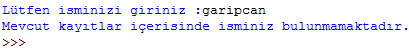 Lütfen isminizi giriniz :garipcan
Mevcut kayıtlar içerisinde isminiz bulunmamaktadır.
>>>